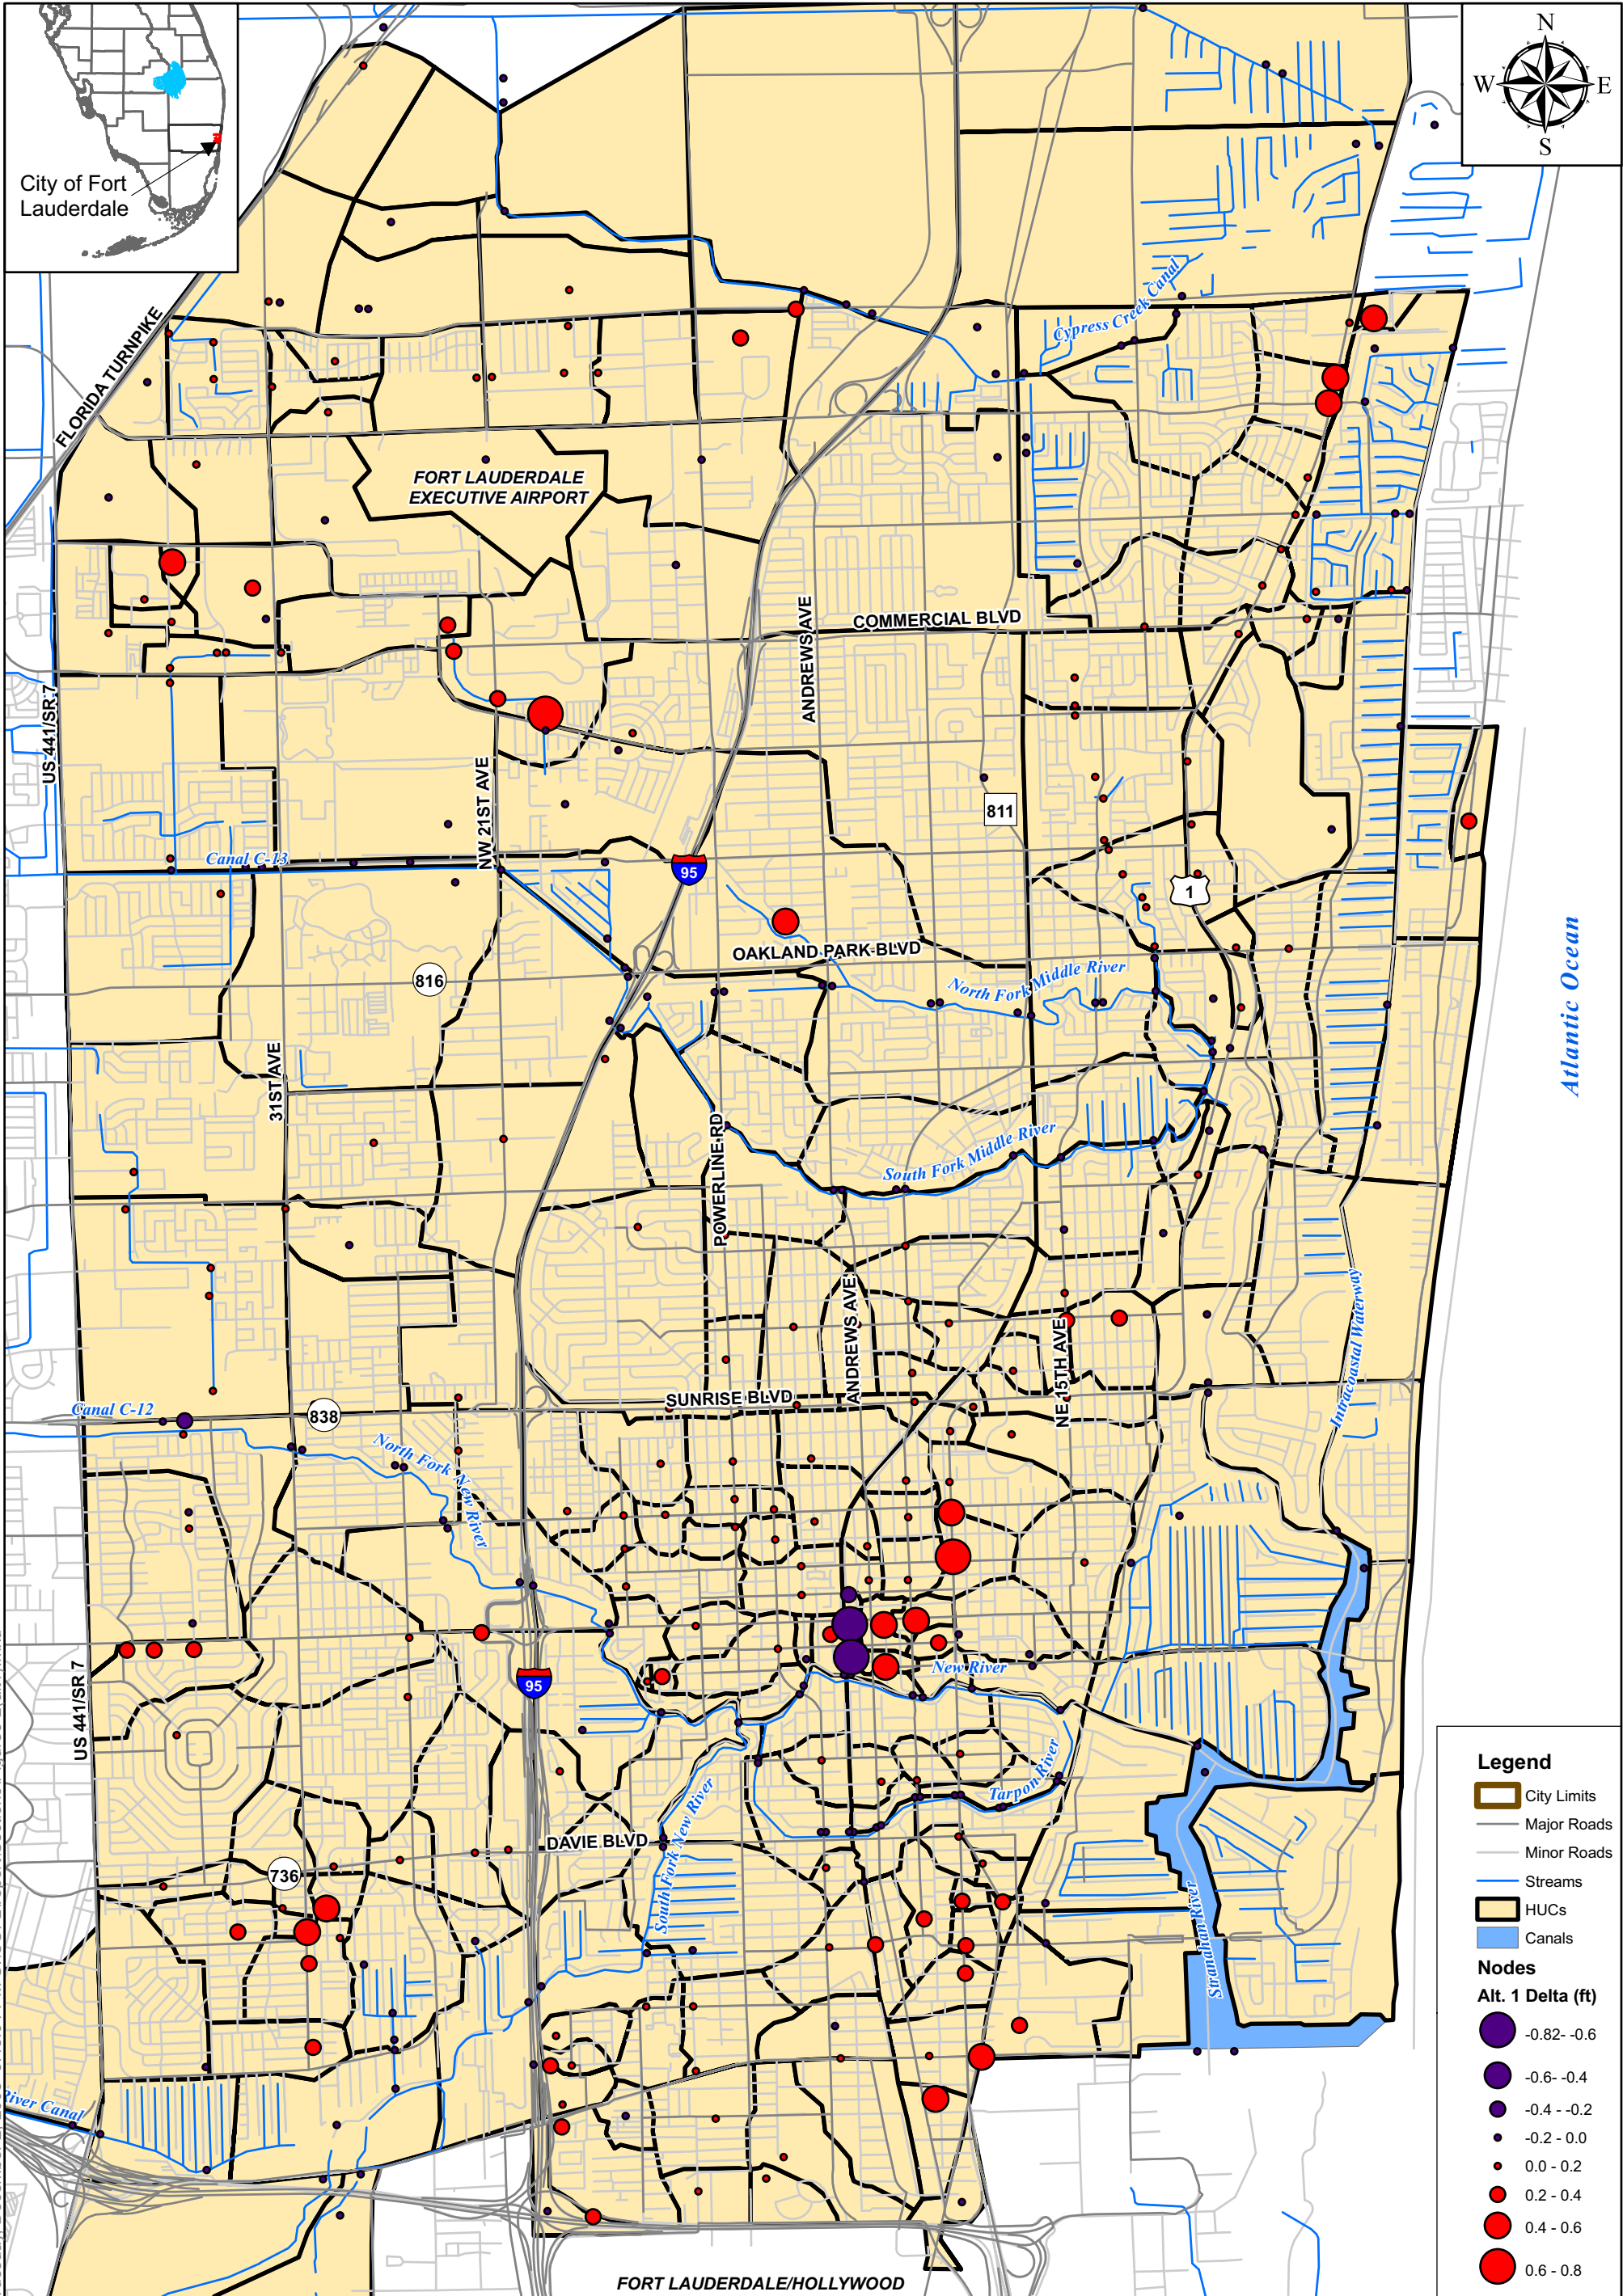 City of Fort
Lauderdale
N
W
E
S
FLORIDA TURNPIKE
Cypress Creek Canal
FORT LAUDERDALE
EXECUTIVE AIRPORT
COMMERCIAL BLVD
ANDREWS AVE
US 441/SR 7
NW 21ST AVE
811
Canal C-13
95
1
OAKLAND PARK BLVD
816
North Fork Middle River
Atlantic Ocean
31ST AVE
POWERLINE RD
South Fork Middle River
ANDREWS AVE
NE 15TH AVE
Intracoastal Waterway
SUNRISE BLVD
Canal C-12
838
North Fork New River
New River
95
US 441/SR 7
Tarpon River
South Fork New River
DAVIE BLVD
736
Stranahan River
River Canal
FORT LAUDERDALE/HOLLYWOOD
Legend
City Limits
Major Roads
Minor Roads
Streams
HUCs
Canals
Nodes
Alt. 1 Delta (ft)
-0.82- -0.6
-0.6- -0.4
-0.4 - -0.2
-0.2 - 0.0
0.0 - 0.2
0.2 - 0.4
0.4 - 0.6
0.6 - 0.8